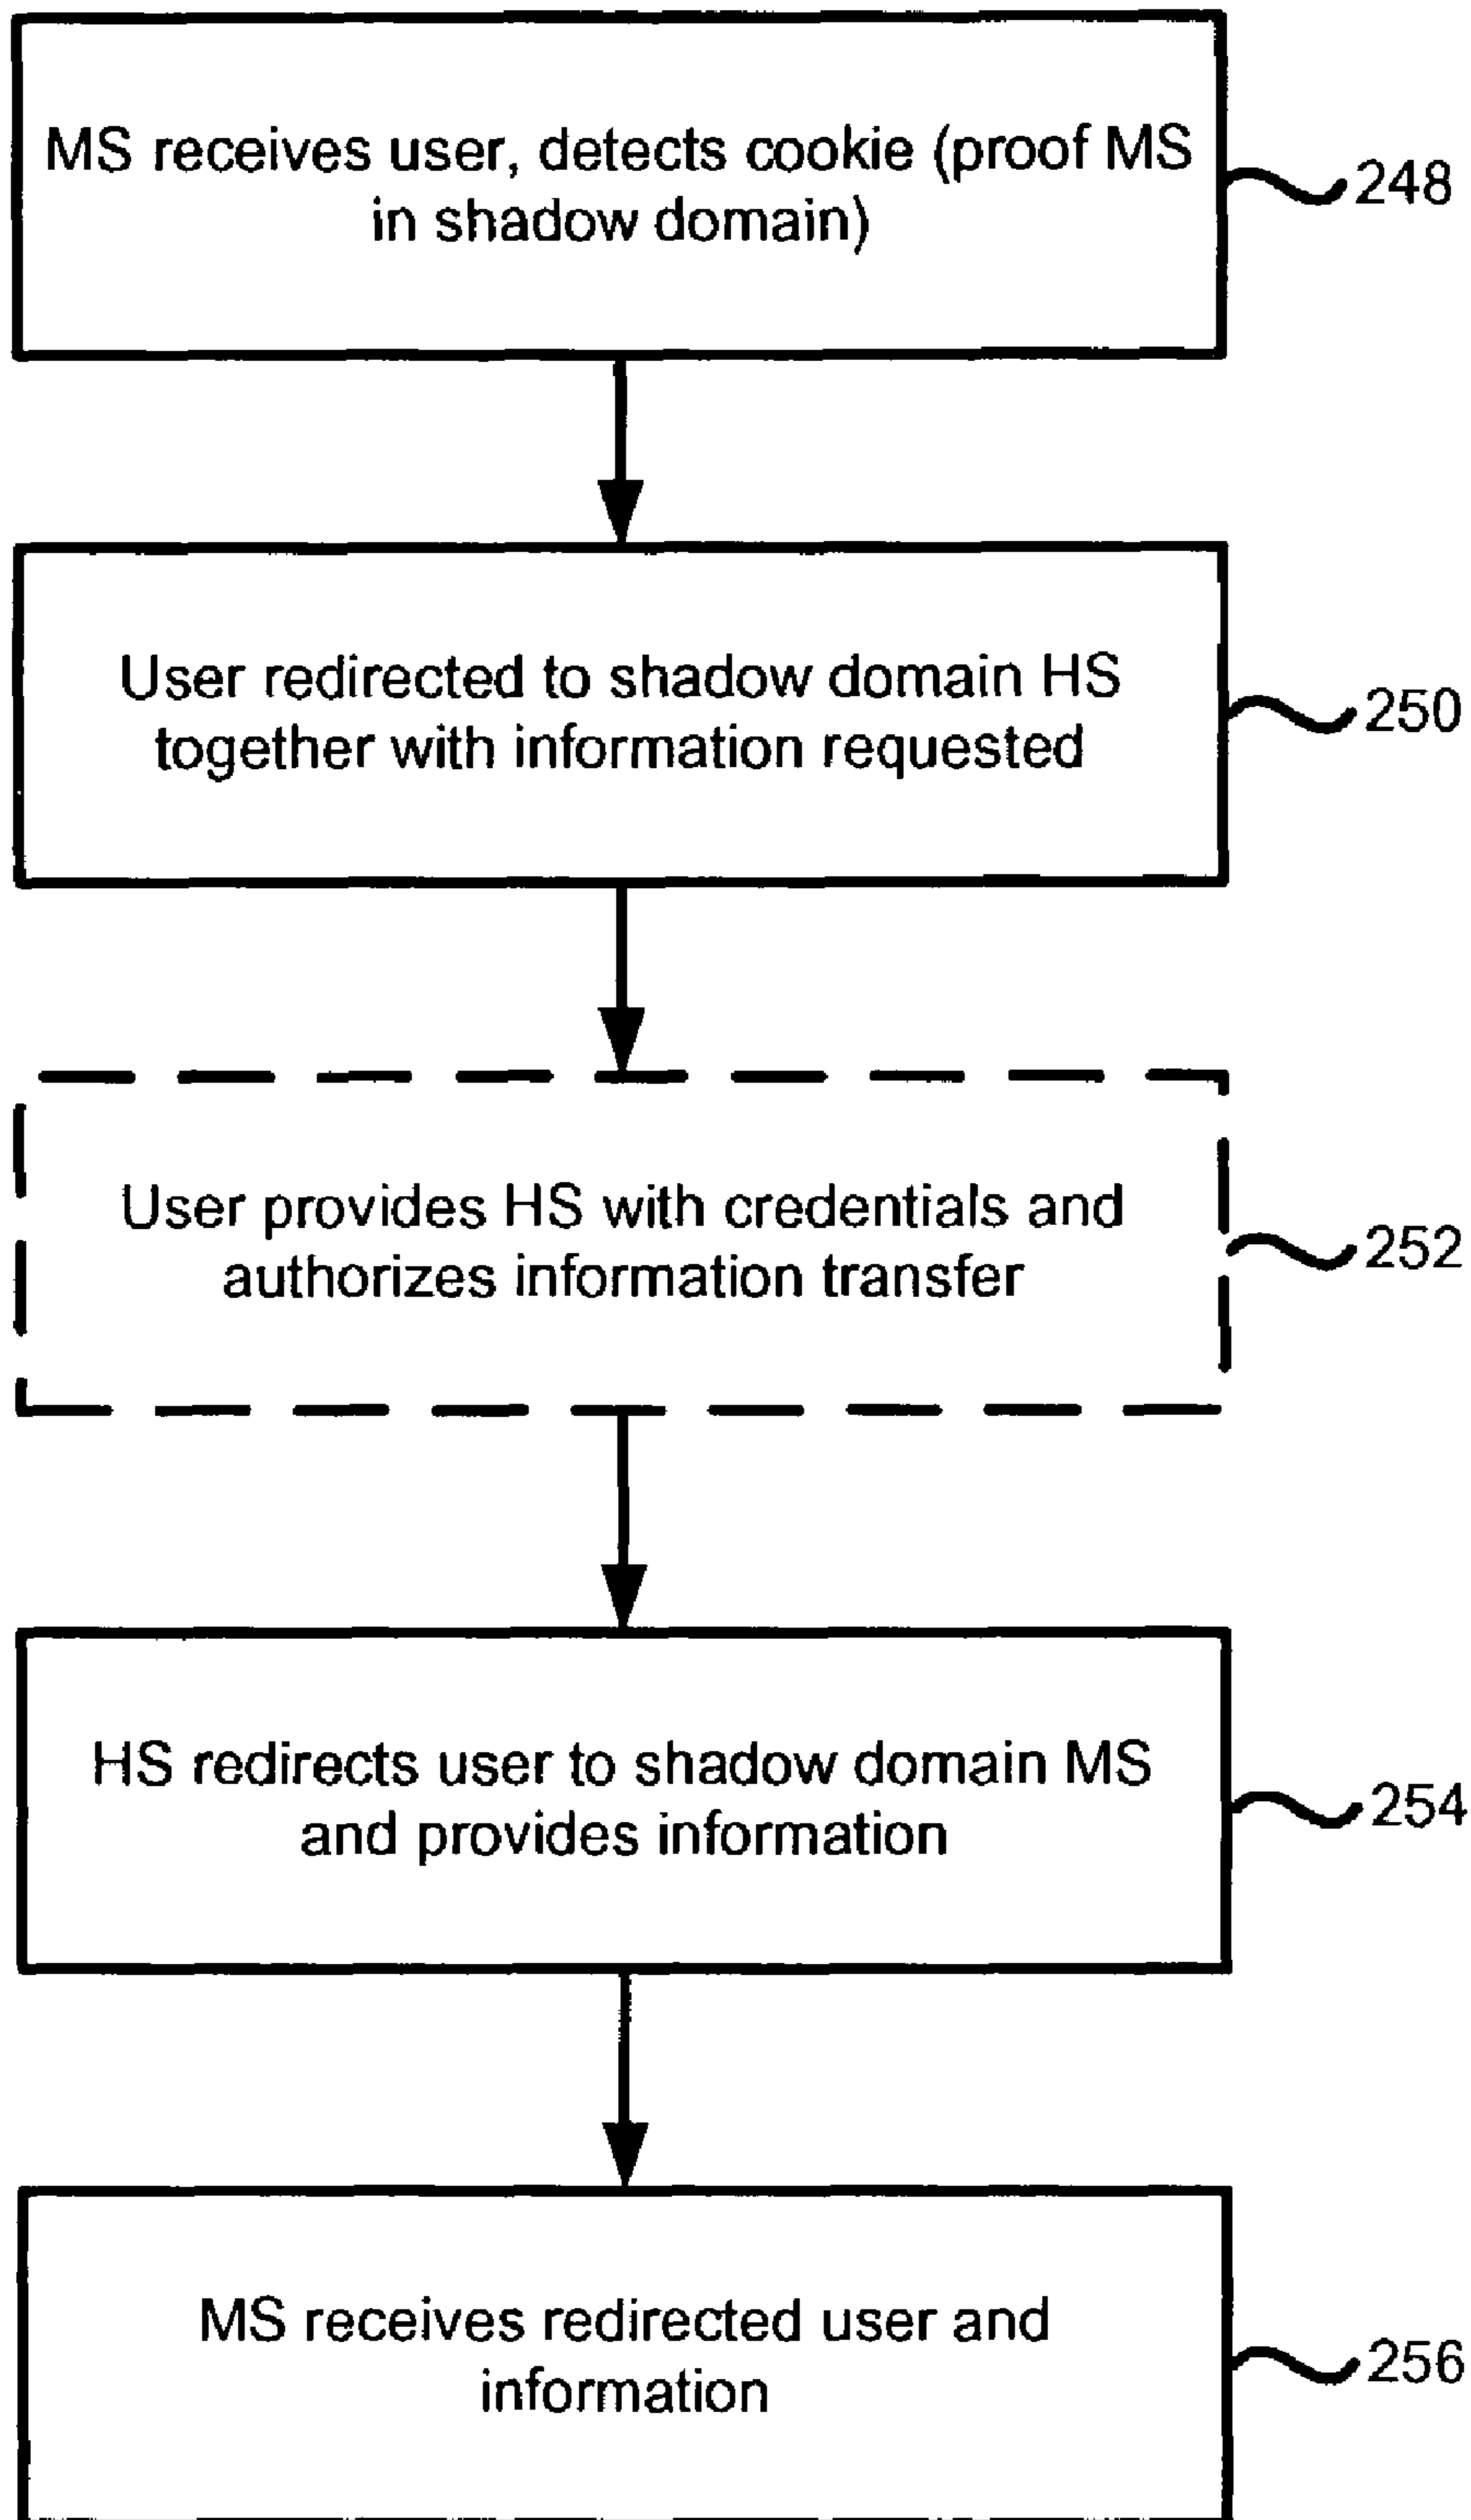 MS receives user, detects cookie (proof MS
in shadow domain)
248
User redirected to shadow domain HS
together with information requested
250
User provides HS with credentials and
authorizes information transfer
252
HS redirects user to shadow domain MS
and provides information
254
MS receives redirected user and
information
256